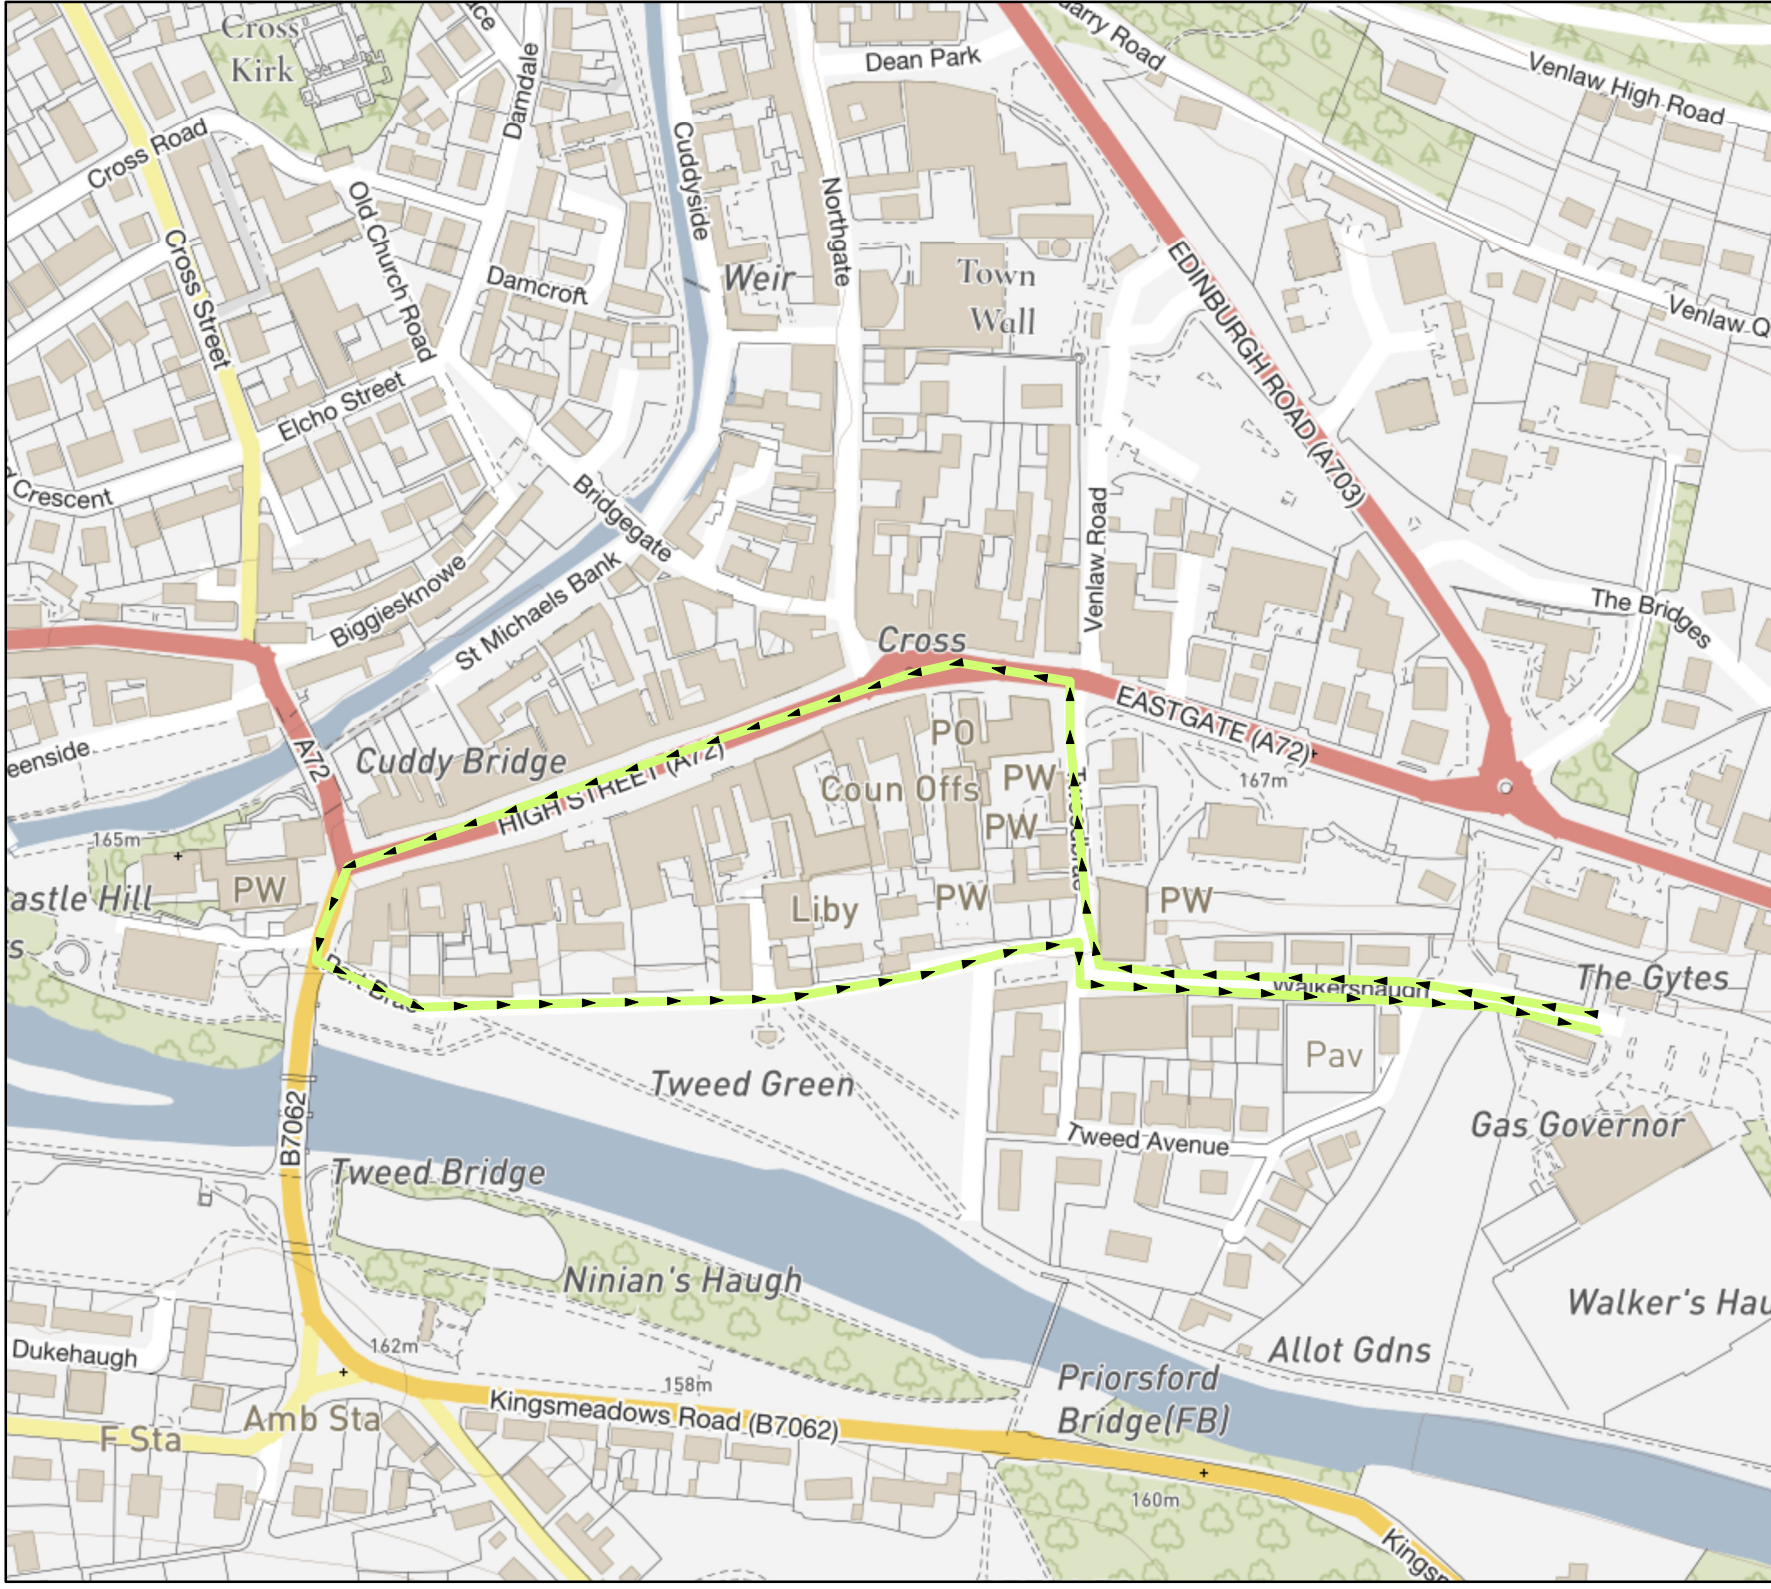 Cross
Kirk
Damdale
Dean Park
Venlaw High Road
Cross Road
Cuddyside
Old Church Road
Northgate
Cross Street
Damcroft
Weir
Town
Wall
EDINBURGH ROAD (A703)
Elcho Street
Crescent
Bridgegate
Venlaw Road
Biggiesknowe
St Michaels Bank
The Bridges
Cross
EASTGATE (A72)
A72
Cuddy Bridge
PO
HIGH STREET (A72)
Coun Offs
PW
167m
165m
PW
PW
Liby
PW
PW
The Gytes
Walkershaugh
Pav
Tweed Green
Gas Governor
B7062
Tweed Avenue
Tweed Bridge
Ninian's Haugh
Dukehaugh
162m
Allot Gdns
158m
Priorsford
Bridge(FB)
Kingsmeadows Road (B7062)
Amb Sta
F Sta
160m